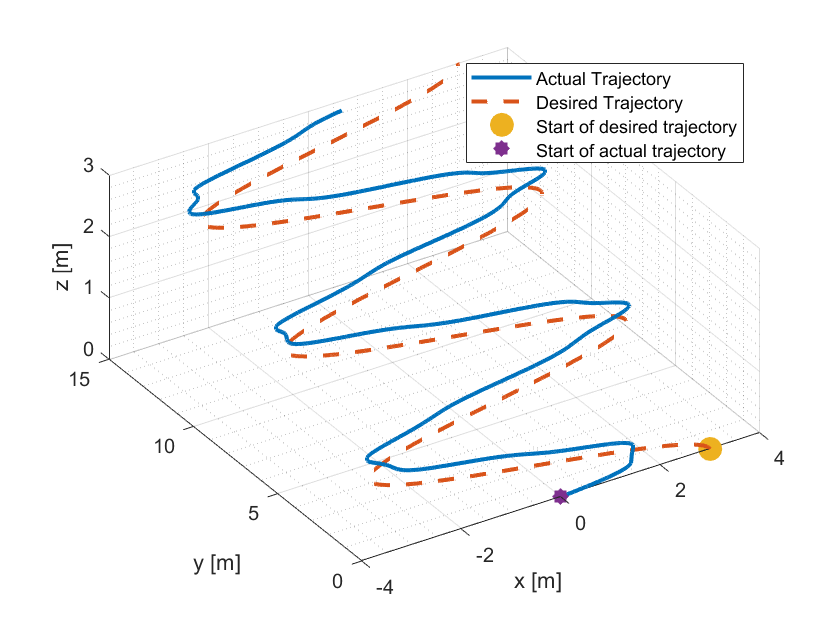 Actual Trajectory
Desired Trajectory
Start of desired trajectory
Start of actual trajectory
3
2
1
0
z [m]
15
10
5
0
y [m]
-4
-2
0
2
4
x [m]